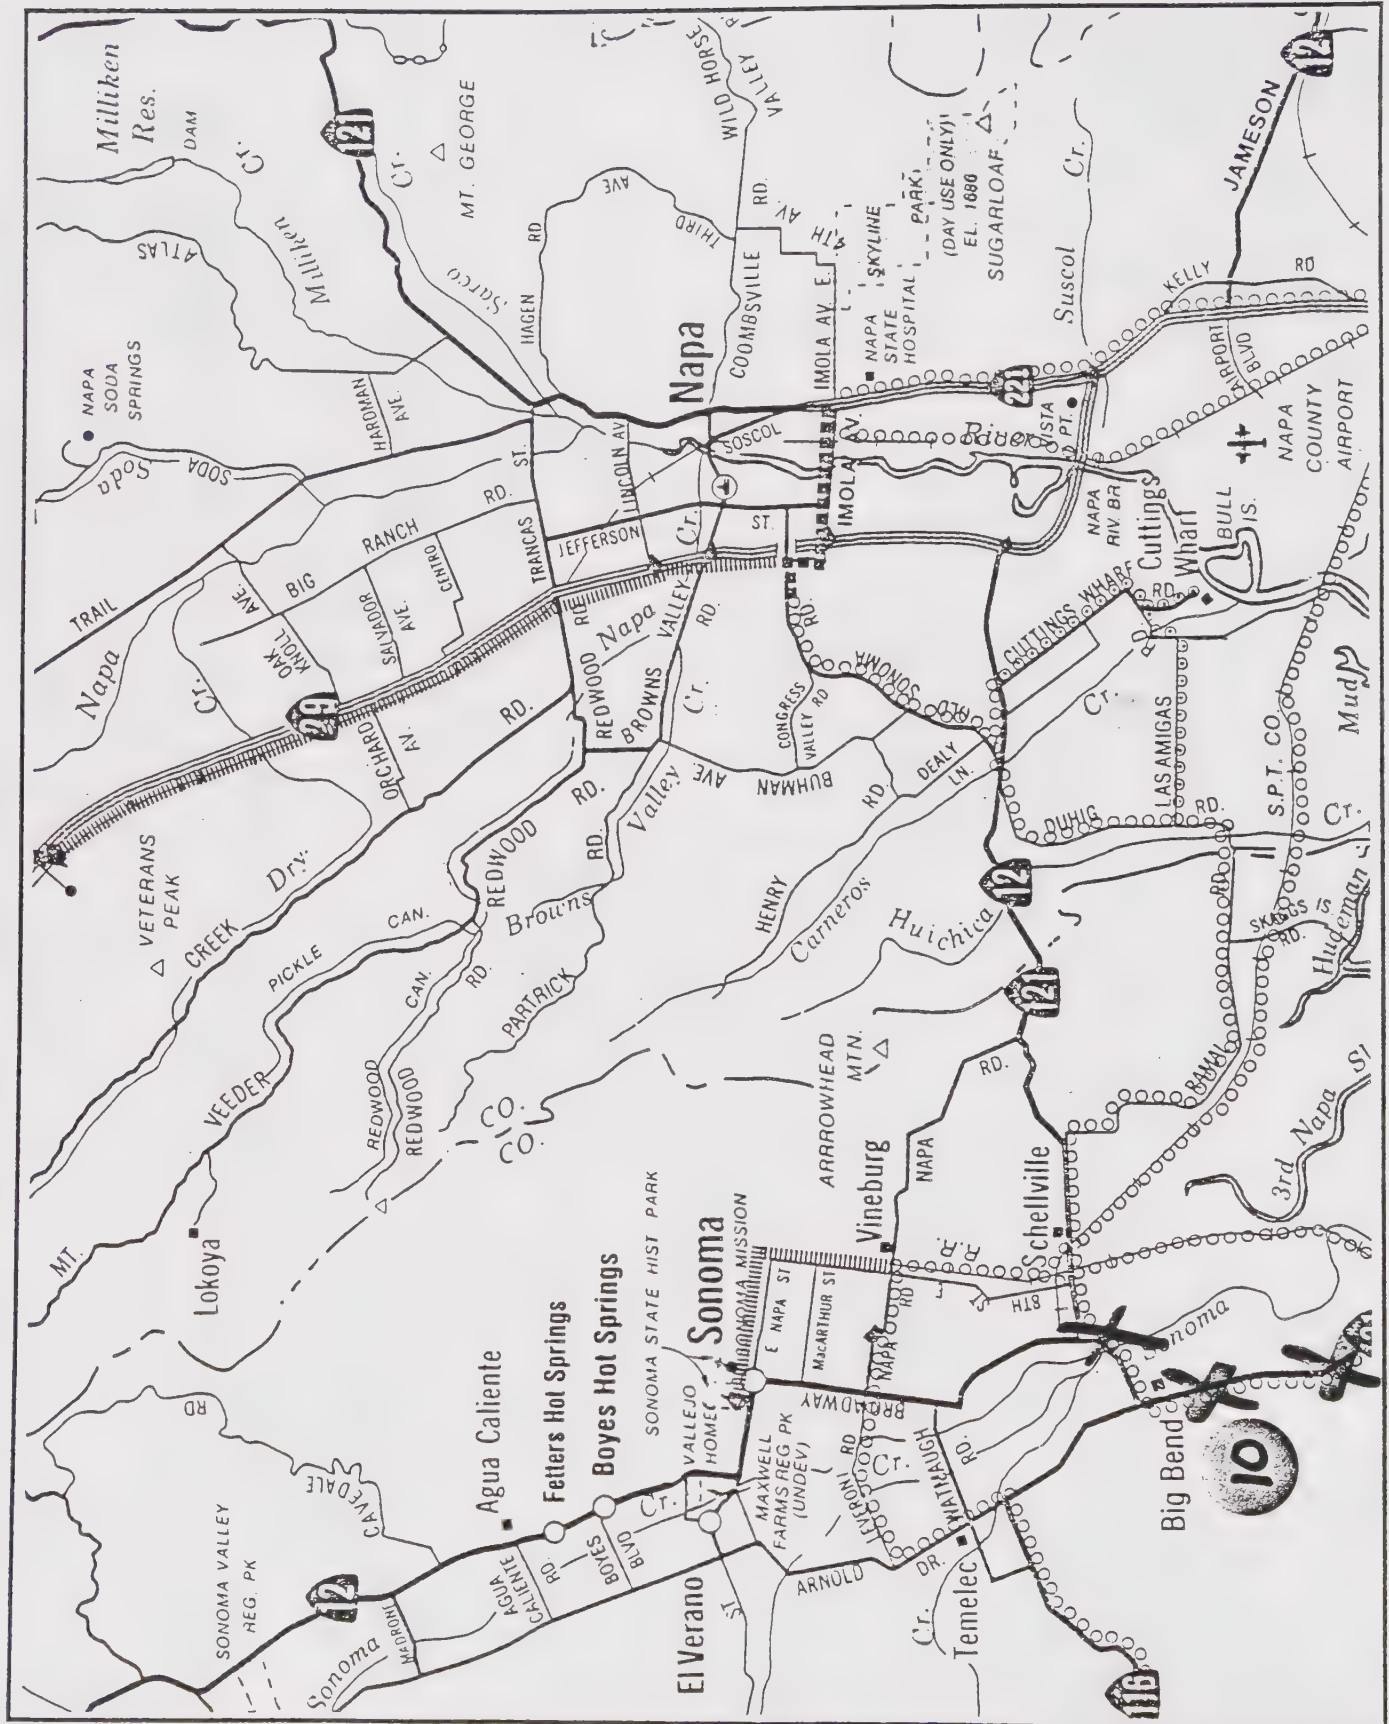 Milliken
Res.
DAM
121
Cr.
Cr.
MT. GEORGE
ATLAS
Milliken
Sarco
WILD HORSE
VALLEY
RD.
HAGEN
RD
AVE
THIRD
4TH
AV
SKYLINE
PARK
(DAY USE ONLY)
EL. 1686
SUGARLOAF
Suscol
Cr.
JAMESON
12
NAPA
SODA
SPRINGS
Soda
SODA
HARDMAN
AVE.
Napa
COOMBSVILLE
IMOLA AV. E.
NAPA
STATE
HOSPITAL
221
KELLY
RD
AIRPORT
BLVD
NAPA
COUNTY
AIRPORT
TRAIL
Napa
Cr.
OAK
KNOLL
AVE.
BIG
RANCH
RD.
SALVADOR
AVE.
EL CENTRO
TRANCAS
ST.
LINCOLN AV.
JEFFERSON
ST.
SOSCOL
IMOLA
AV.
River
VISTA
PT.
NAPA
RIV. BR.
Cuttings
Wharf
BULL
IS.
29
ORCHARD
AV.
RD.
REDWOOD
RD.
Napa
Cr.
BROWNS
VALLEY
RD.
Cr.
OLD
SONOMA
RD.
CUTTINGS WHARF
RD.
Cr.
LAS AMIGAS
RD.
S.P.T. CO.
Mud
VETERANS
PEAK
Dry
CREEK
REDWOOD
RD.
Browns
Valley
RD.
BUHMAN
AVE
CONGRESS
VALLEY RD
DEALY
LN.
DUHIG
RD.
HENRY
RD.
Carneros
Huichica
12
121
SKAGGS IS.
RD.
Hudeman
Cr.
MT.
VEEDER
PICKLE
CAN.
REDWOOD
CAN.
REDWOOD
RD.
PARTRICK
CO.
CO.
ARRROWHEAD
MTN.
RAMAL
3rd Napa Sl
Lokoya
Vineburg
NAPA
RD.
Schellville
R.R.
8TH
Sonoma
SONOMA MISSION
E NAPA ST
MacARTHUR ST
NAPA
RD
BROADWAY
SONOMA STATE HIST PARK
VALLEJO
HOME
Boyes Hot Springs
Fetters Hot Springs
Agua Caliente
CAVEDALE
RD
SONOMA VALLEY
REG. PK
12
MADRONE
Sonoma
AGUA
CALIENTE
RD.
BOYES
BLVD
Cr.
El Verano
ST
MAXWELL
FARMS REG PK
(UNDEV)
LEVERONI
RD
Cr.
WATMAUGH
RD.
ARNOLD
DR.
Cr.
Temelec
Sonoma
Big Bend
10
116